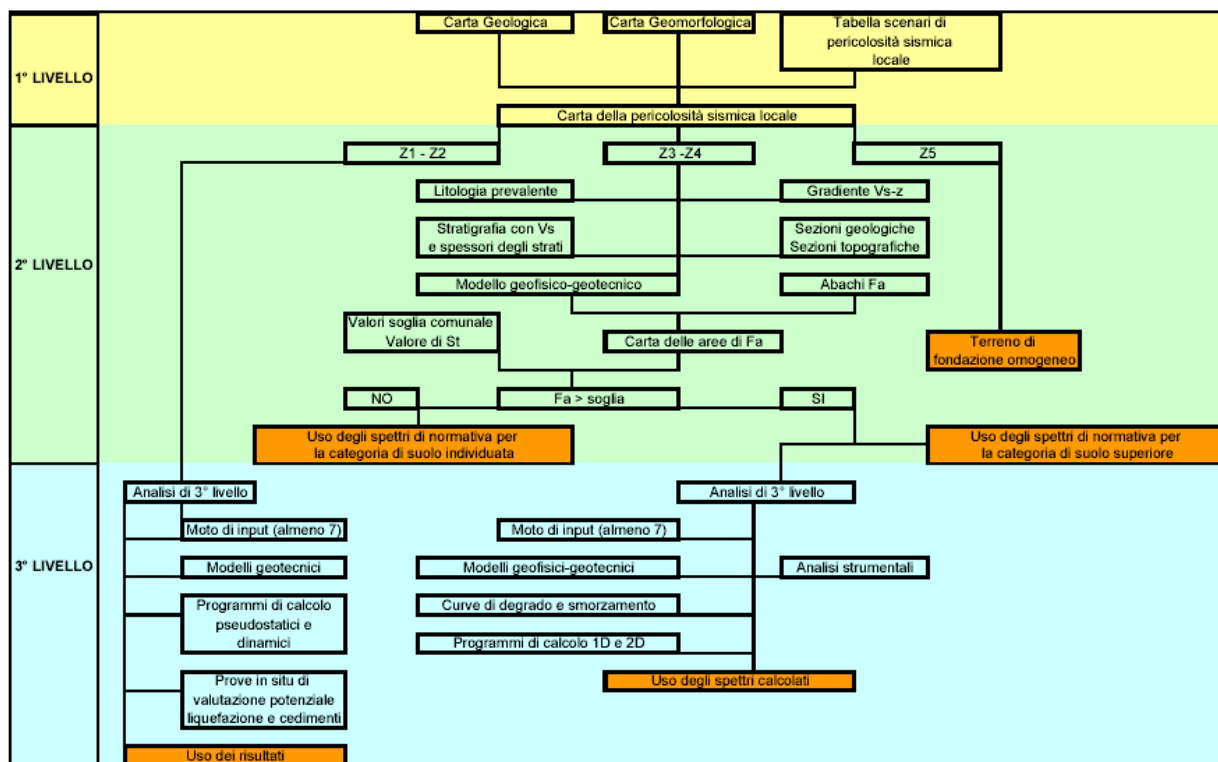 Carta Geologica
Carta Geomorfologica
Tabella scenari di
pericolosità sismica
locale
1° LIVELLO
Carta della pericolosità sismica locale
Z1 - Z2
Z3 -Z4
Z5
Litologia prevalente
Gradiente Vs-z
Stratigrafia con Vs
e spessori degli strati
Sezioni geologiche
Sezioni topografiche
2° LIVELLO
Modello geofisico-geotecnico
Abachi Fa
Valori soglia comunale
Valore di St
Carta delle aree di Fa
Terreno di
fondazione omogeneo
NO
Fa > soglia
SI
Uso degli spettri di normativa per
la categoria di suolo individuata
Uso degli spettri di normativa per
la categoria di suolo superiore
Analisi di 3° livello
Analisi di 3° livello
Moto di input (almeno 7)
Moto di input (almeno 7)
3° LIVELLO
Modelli geotecnici
Modelli geofisici-geotecnici
Analisi strumentali
Programmi di calcolo
pseudostatici e
dinamici
Curve di degrado e smorzamento
Programmi di calcolo 1D e 2D
Prove in situ di
valutazione potenziale
liquefazione e cedimenti
Uso degli spettri calcolati
Uso dei risultati